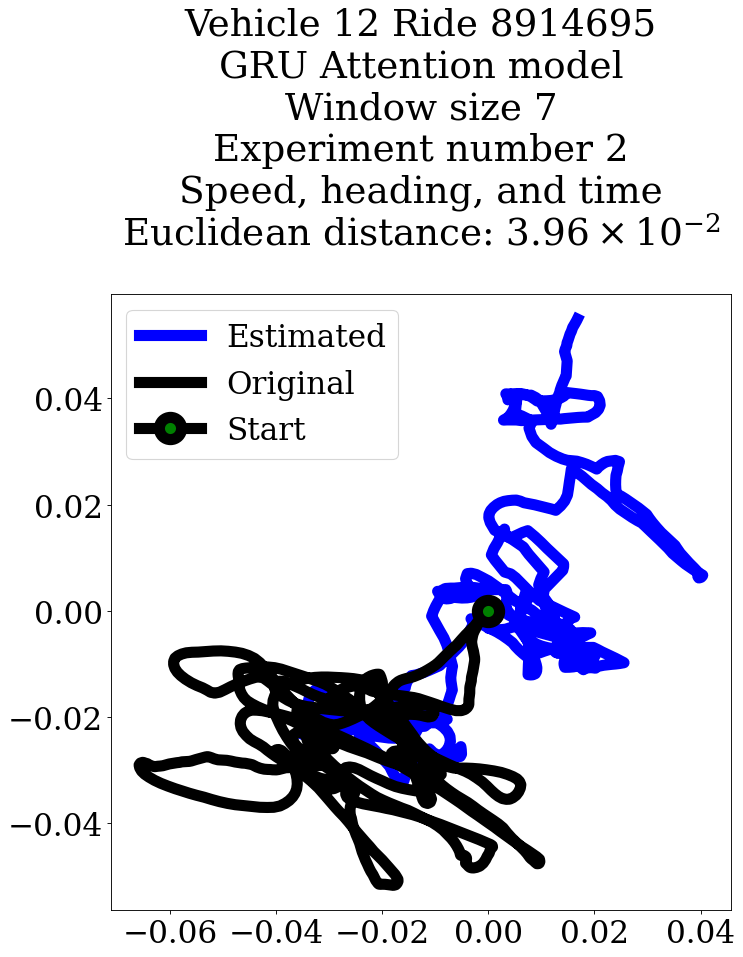 Vehicle 12 Ride 8914695
GRU Attention model
Window size 7
Experiment number 2
Speed, heading, and time
Euclidean distance: 3.96 × 10⁻²
Estimated
Original
Start
0.04
0.02
0.00
−0.02
−0.04
−0.06 −0.04 −0.02 0.00 0.02 0.04